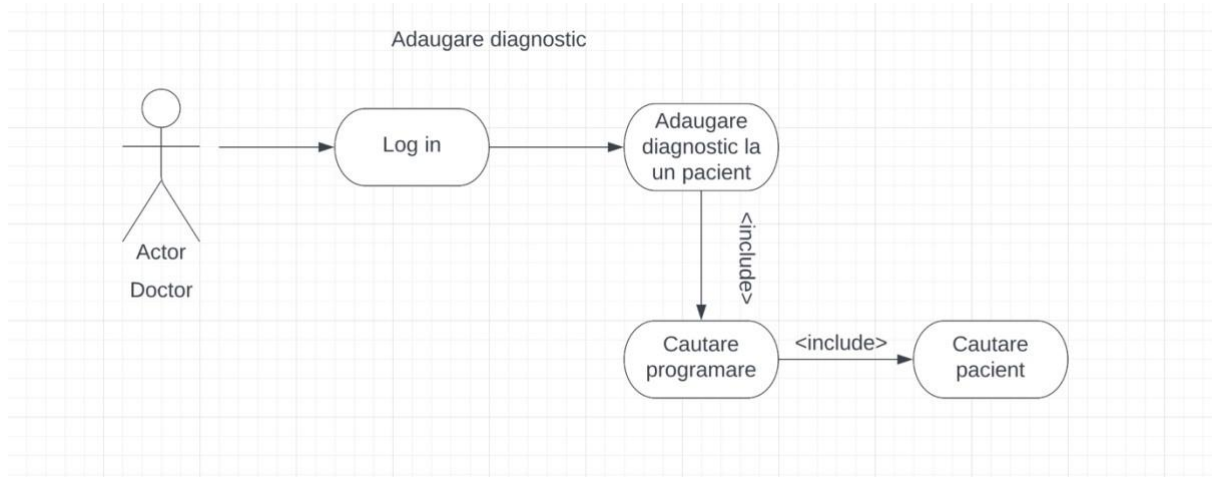 Adaugare diagnostic
Log in
Adaugare
diagnostic la
un pacient
Actor
Doctor
<include>
Cautare
programare
<include>
Cautare
pacient